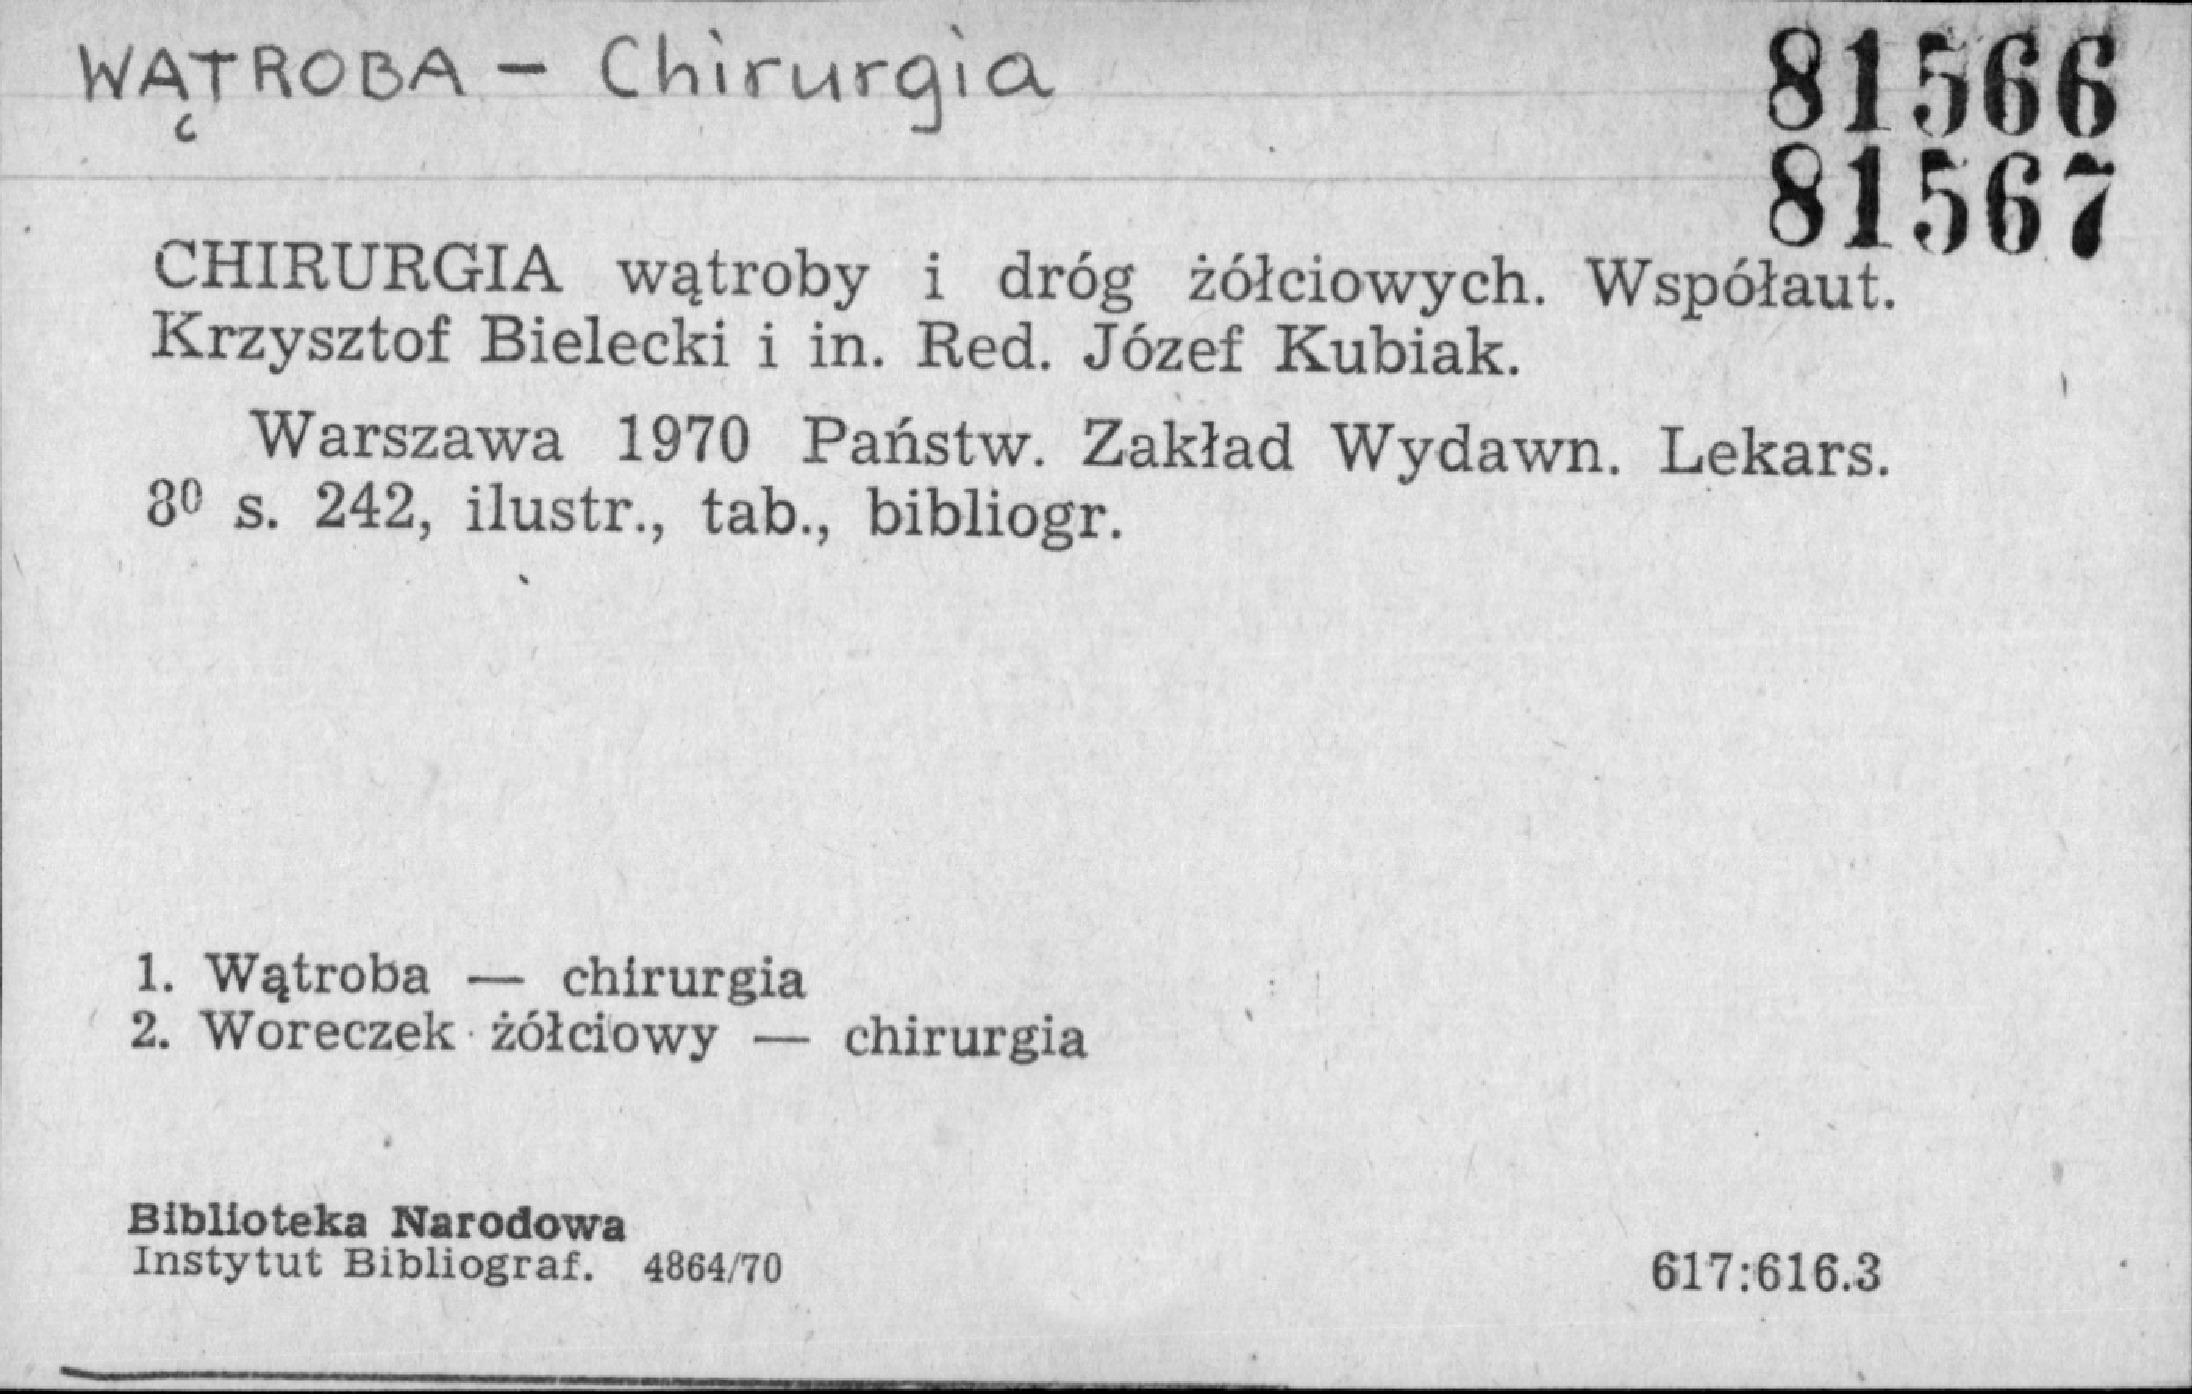 WĄTROBA - Chirurgia
81566
81567
CHIRURGIA wątroby i dróg żółciowych. Współaut.
Krzysztof Bielecki i in. Red. Józef Kubiak.
Warszawa 1970 Państw. Zakład Wydawn. Lekars.
8⁰ s. 242, ilustr., tab., bibliogr.
1. Wątroba — chirurgia
2. Woreczek żółciowy — chirurgia
Biblioteka Narodowa
Instytut Bibliograf. 4864/70
617:616.3